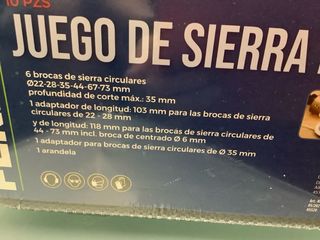 10 PZS
JUEGO DE SIERRA
6 brocas de sierra circulares
Ø22-28-35-44-67-73 mm
profundidad de corte máx.: 35 mm
1 adaptador de longitud: 103 mm para las brocas de sierra
circulares de 22 - 28 mm
y de longitud: 118 mm para las brocas de sierra circulares de
44 - 73 mm incl. broca de centrado Ø 6 mm
1 adaptador para brocas de sierra circulares de Ø 35 mm
1 arandela